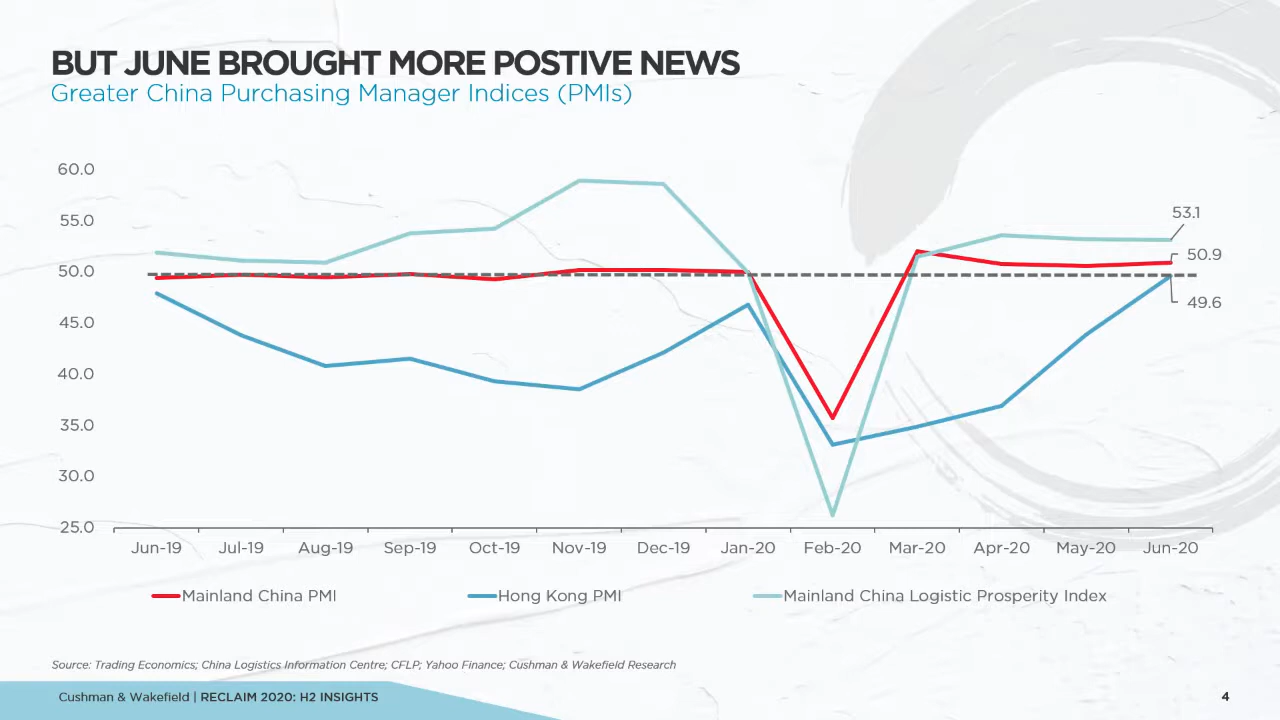 BUT JUNE BROUGHT MORE POSTIVE NEWS
Greater China Purchasing Manager Indices (PMIs)
60.0
55.0
50.0
45.0
40.0
35.0
30.0
25.0
53.1
50.9
49.6
Jun-19 Jul-19 Aug-19 Sep-19 Oct-19 Nov-19 Dec-19 Jan-20 Feb-20 Mar-20 Apr-20 May-20 Jun-20
Mainland China PMI Hong Kong PMI Mainland China Logistic Prosperity Index
Source: Trading Economics; China Logistics Information Centre; CFLP; Yahoo Finance; Cushman & Wakefield Research
Cushman & Wakefield | RECLAIM 2020: H2 INSIGHTS 4